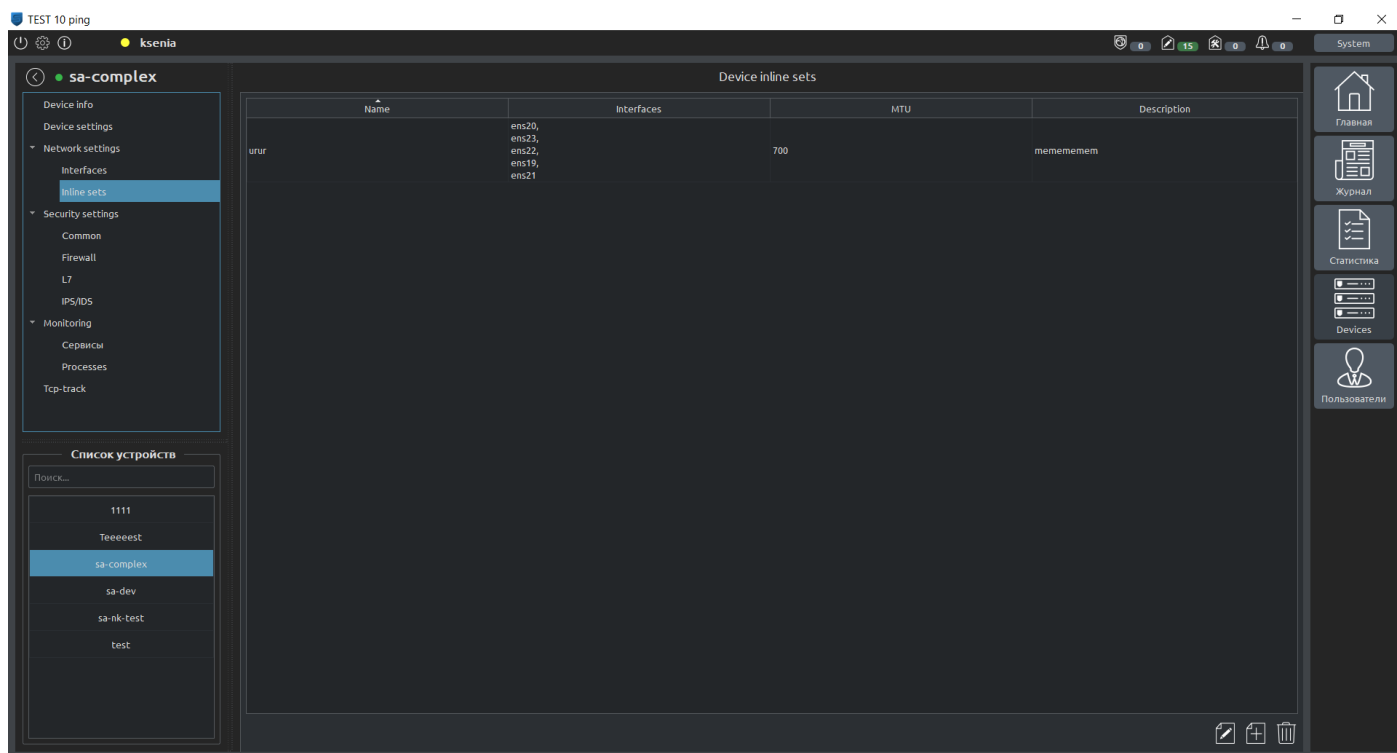 TEST 10 ping
ksenia
0
15
0
0
System
sa-complex
Device info
Device settings
Network settings
Interfaces
Inline sets
Security settings
Common
Firewall
L7
IPS/IDS
Monitoring
Сервисы
Processes
Tcp-track
Список устройств
Поиск...
1111
Teeeeest
sa-complex
sa-dev
sa-nk-test
test
Device inline sets
Name Interfaces MTU Description
urur
ens20,
ens23,
ens22,
ens19,
ens21
700
memememem
Главная
Журнал
Статистика
Devices
Пользователи